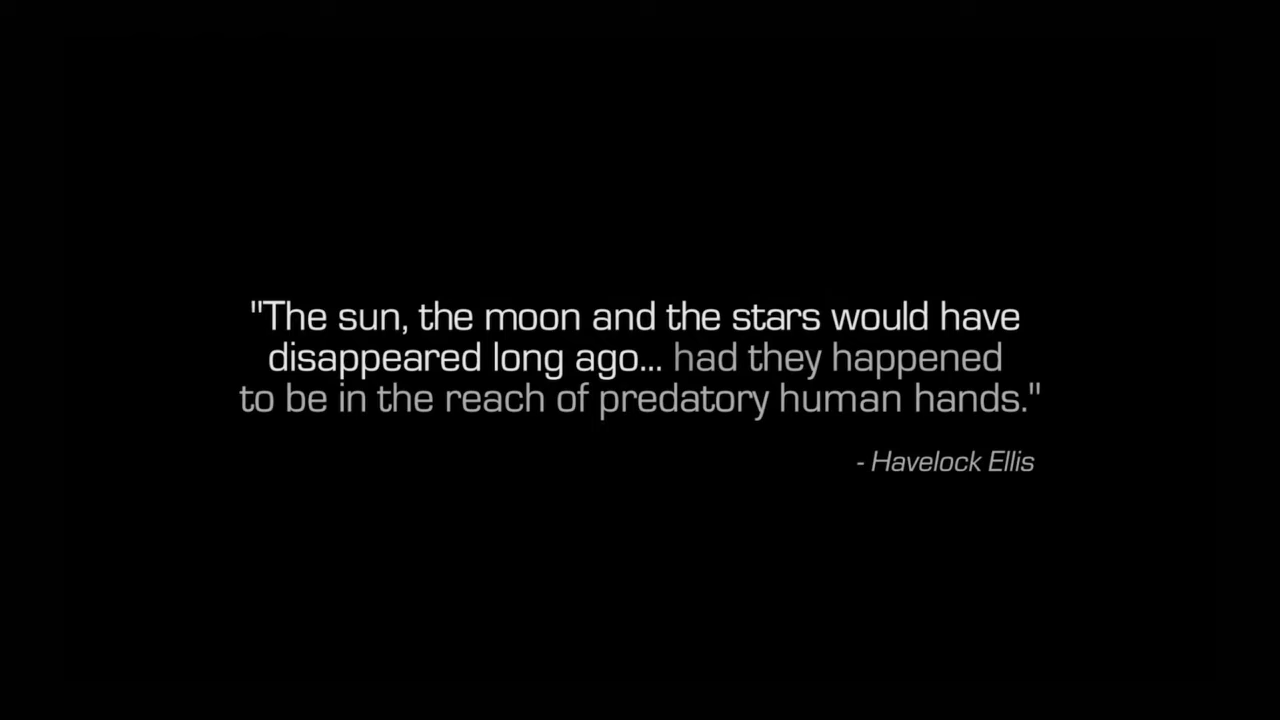 "The sun, the moon and the stars would have
disappeared long ago... had they happened
to be in the reach of predatory human hands."
- Havelock Ellis